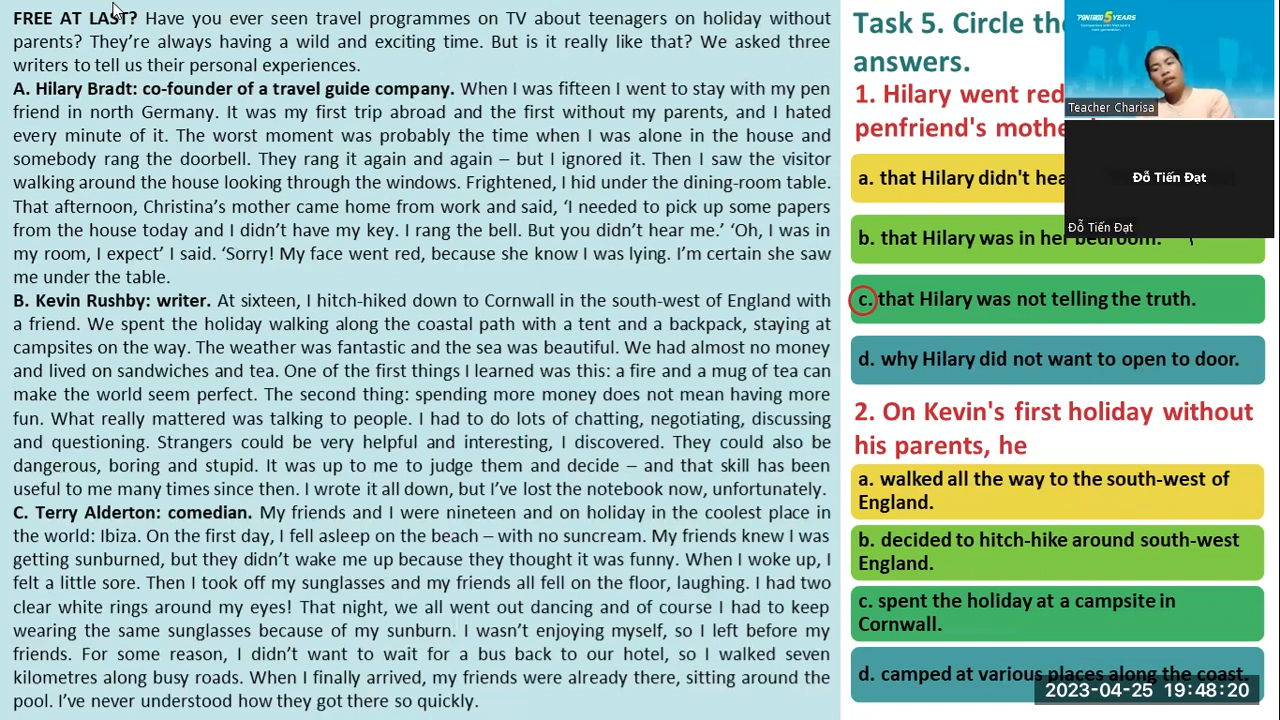 FREE AT LAST? Have you ever seen travel programmes on TV about teenagers on holiday without
parents? They're always having a wild and exciting time. But is it really like that? We asked three
writers to tell us their personal experiences.
A. Hilary Bradt: co-founder of a travel guide company. When I was fifteen I went to stay with my pen
friend in north Germany. It was my first trip abroad and the first without my parents, and I hated
every minute of it. The worst moment was probably the time when I was alone in the house and
somebody rang the doorbell. They rang it again and again – but I ignored it. Then I saw the visitor
walking around the house looking through the windows. Frightened, I hid under the dining-room table.
That afternoon, Christina's mother came home from work and said, 'I needed to pick up some papers
from the house today and I didn't have my key. I rang the bell. But you didn't hear me.' 'Oh, I was in
my room, I expect' I said. 'Sorry! My face went red, because she know I was lying. I'm certain she saw
me under the table.
B. Kevin Rushby: writer. At sixteen, I hitch-hiked down to Cornwall in the south-west of England with
a friend. We spent the holiday walking along the coastal path with a tent and a backpack, staying at
campsites on the way. The weather was fantastic and the sea was beautiful. We had almost no money
and lived on sandwiches and tea. One of the first things I learned was this: a fire and a mug of tea can
make the world seem perfect. The second thing: spending more money does not mean having more
fun. What really nattered was talking to people. I had to do lots of chatting, negotiating, discussing
and questioning. Strangers could be very helpful and interesting, I discovered. They could also be
dangerous, boring and stupid. It was up to me to judge them and decide – and that skill has been
useful to me many times since then. I wrote it all down, but I've lost the notebook now, unfortunately.
C. Terry Alderton: comedian. My friends and I were nineteen and on holiday in the coolest place in
the world: Ibiza. On the first day, I fell asleep on the beach – with no suncream. My friends knew I was
getting sunburned, but they didn't wake me up because they thought it was funny. When I woke up, I
felt a little sore. Then I took off my sunglasses and my friends all fell on the floor, laughing. I had two
clear white rings around my eyes! That night, we all went out dancing and of course I had to keep
wearing the same sunglasses because of my sunburn. I wasn't enjoying myself, so I left before my
friends. For some reason, I didn't want to wait for a bus back to our hotel, so I walked seven
kilometres along busy roads. When I finally arrived, my friends were already there, sitting around the
pool. I've never understood how they got there so quickly.
Task 5. Circle the
answers.
1. Hilary went red
penfriend's mothe
a. that Hilary didn't hea
b. that Hilary was in her bedroom.
c. that Hilary was not telling the truth.
d. why Hilary did not want to open to door.
2. On Kevin's first holiday without
his parents, he
a. walked all the way to the south-west of
England.
b. decided to hitch-hike around south-west
England.
c. spent the holiday at a campsite in
Cornwall.
d. camped at various places along the coast.
5 YEARS
Teacher Charisa
Đỗ Tiến Đạt
Đỗ Tiến Đạt
2023-04-25 19:48:20